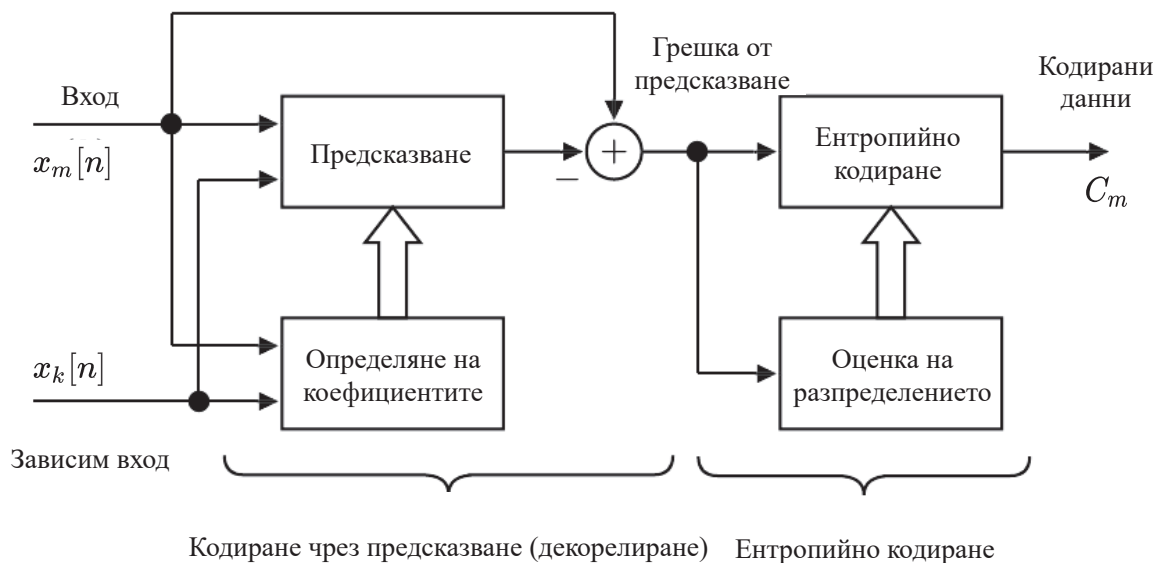 Грешка от
предсказване
Кодирани
данни
Вход
Предсказване
+
−
Ентропийно
кодиране
x_m[n]
C_m
x_k[n]
Определяне на
коефициентите
Оценка на
разпределението
Зависим вход
Кодиране чрез предсказване (декорелиране)
Ентропийно кодиране